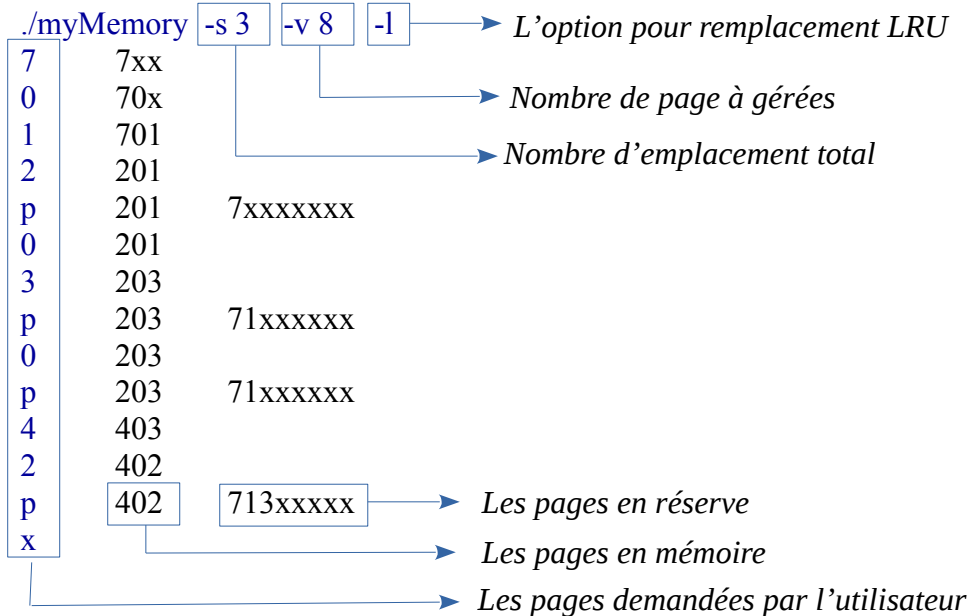 ./myMemory -s 3 -v 8 -l L’option pour remplacement LRU
7 7xx
0 70x Nombre de page à gérées
1 701
2 201 Nombre d’emplacement total
p 201 7xxxxxxx
0 201
3 203
p 203 71xxxxxx
0 203
p 203 71xxxxxx
4 403
2 402
p 402 713xxxxx Les pages en réserve
x
Les pages en mémoire
Les pages demandées par l’utilisateur